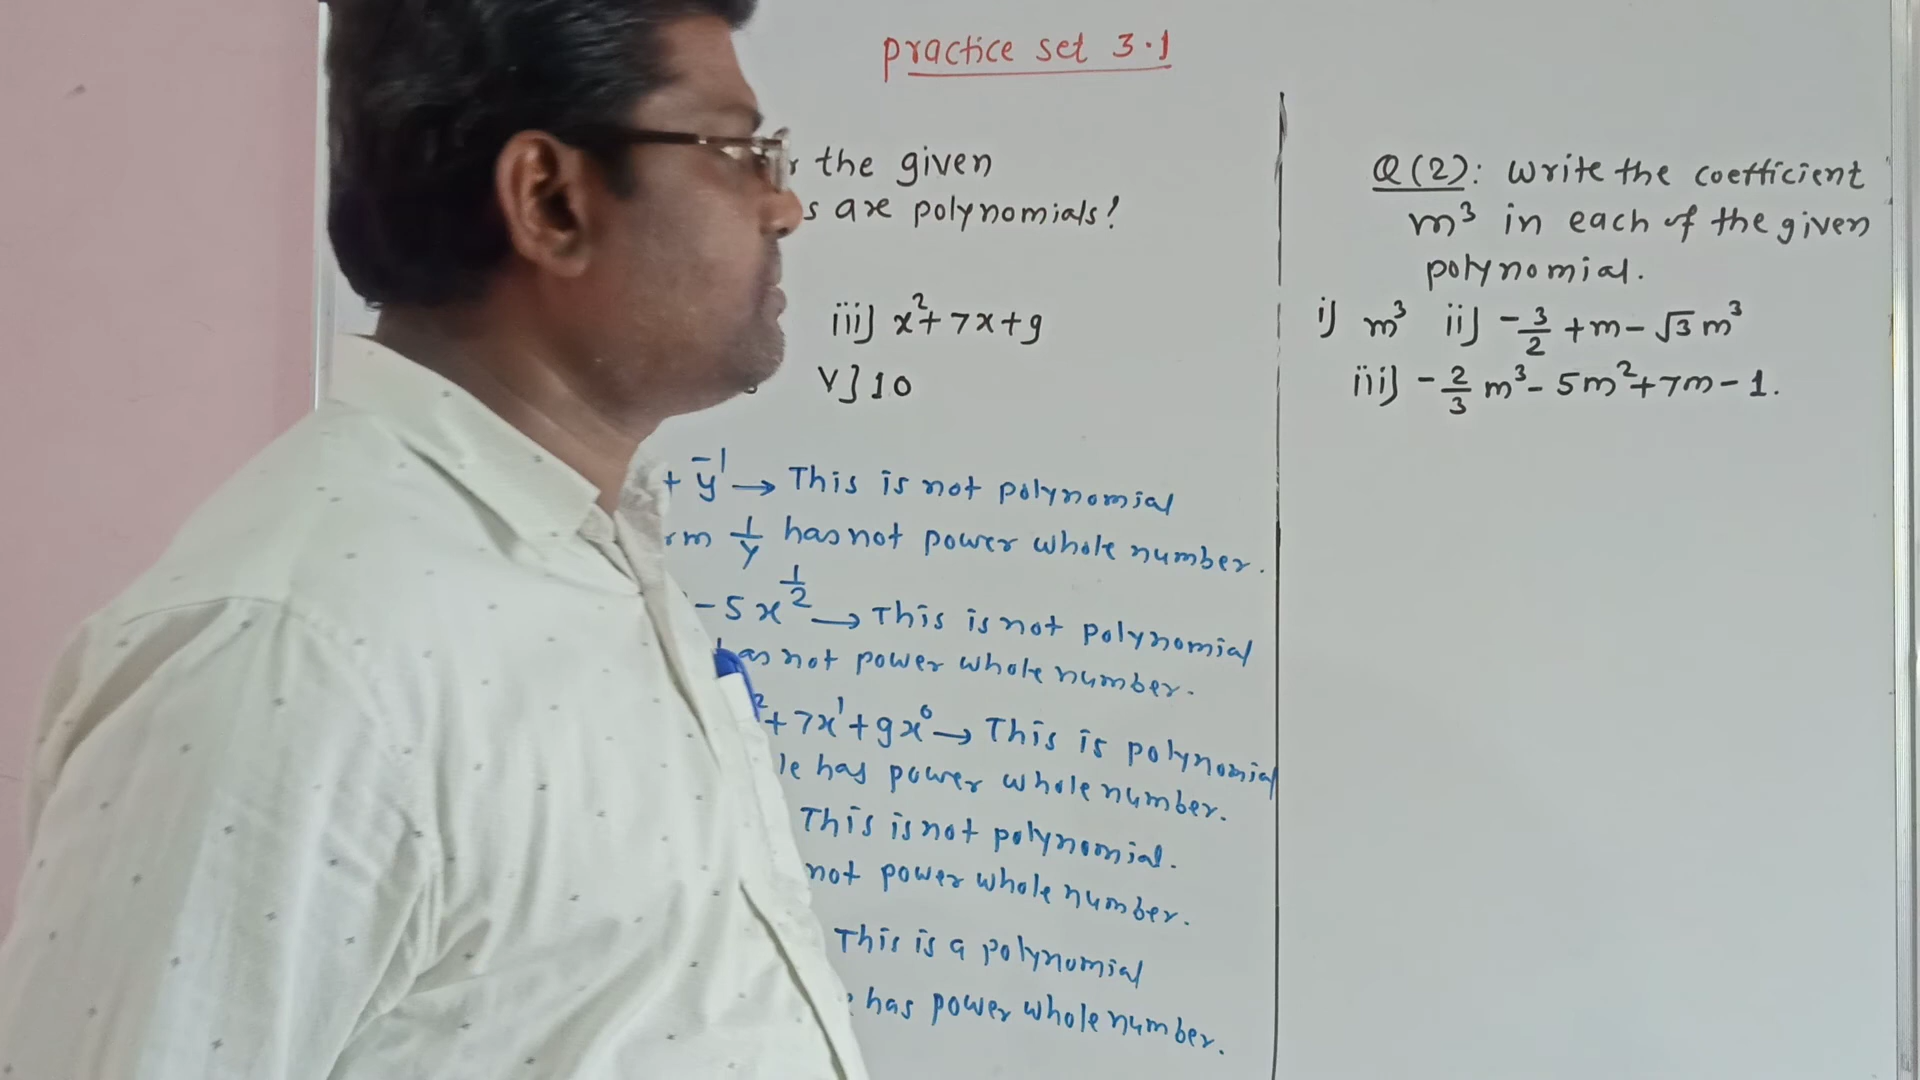 practice set 3.1
the given
s are polynomials?
iii] x²+7x+9
v] 10
+ y⁻¹ → This is not polynomial
1/y has not power whole number.
-5x^1/2 → This is not polynomial
has not power whole number.
²+7x¹+9x⁰ → This is polynomial
le has power whole number.
This is not polynomial.
not power whole number.
This is a polynomial
has power whole number.
Q(2): Write the coefficient
m³ in each of the given
polynomial.
i] m³ ii] -3/2 +m-√3 m³
iii] -2/3 m³-5m²+7m-1.